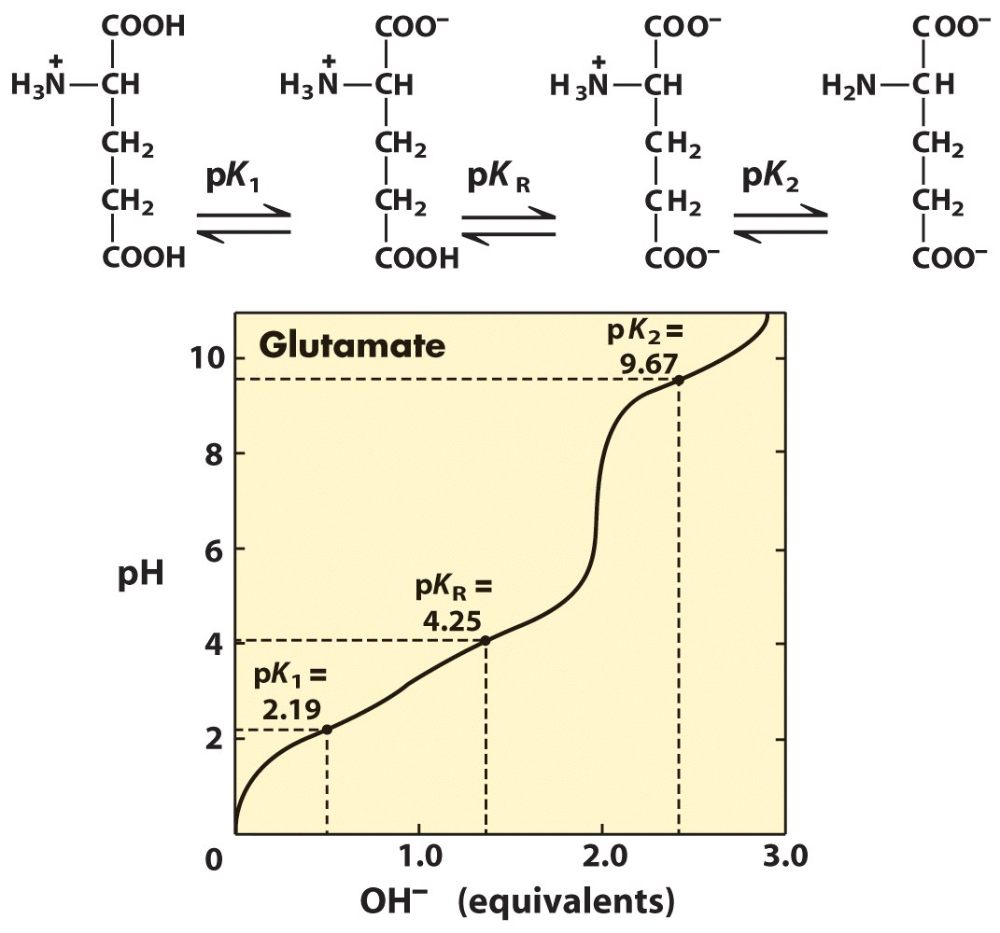 COOH COO⁻ COO⁻ COO⁻
H₃N⁺—CH H₃N⁺—CH H₃N⁺—CH H₂N—CH
CH₂ CH₂ CH₂ CH₂
pK₁ pK_R pK₂
CH₂ CH₂ CH₂ CH₂
COOH COOH COO⁻ COO⁻
Glutamate
pK₂ =
9.67
10
8
6
pH
pK_R =
4.25
4
pK₁ =
2.19
2
0 1.0 2.0 3.0
OH⁻ (equivalents)